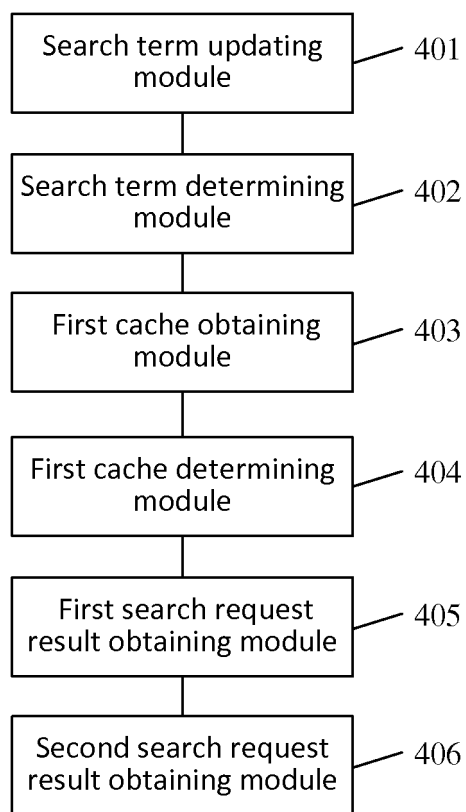 Search term updating
module
401
Search term determining
module
402
First cache obtaining
module
403
First cache determining
module
404
First search request
result obtaining module
405
Second search request
result obtaining module
406